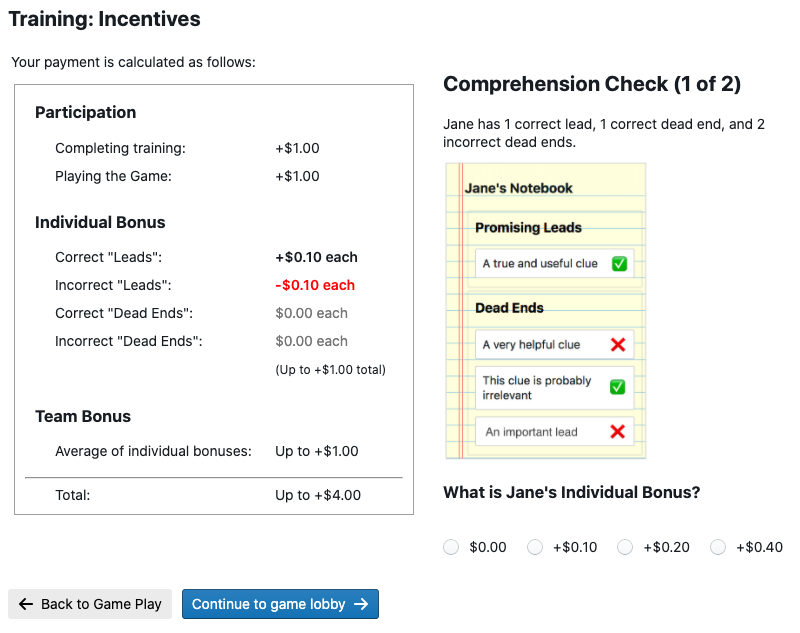 Training: Incentives
Your payment is calculated as follows:
Participation
Completing training: +$1.00
Playing the Game: +$1.00
Individual Bonus
Correct "Leads": +$0.10 each
Incorrect "Leads": -$0.10 each
Correct "Dead Ends": $0.00 each
Incorrect "Dead Ends": $0.00 each
(Up to +$1.00 total)
Team Bonus
Average of individual bonuses: Up to +$1.00
Total: Up to +$4.00
Comprehension Check (1 of 2)
Jane has 1 correct lead, 1 correct dead end, and 2
incorrect dead ends.
Jane's Notebook
Promising Leads
A true and useful clue
Dead Ends
A very helpful clue
This clue is probably
irrelevant
An important lead
What is Jane's Individual Bonus?
$0.00 +$0.10 +$0.20 +$0.40
Back to Game Play Continue to game lobby